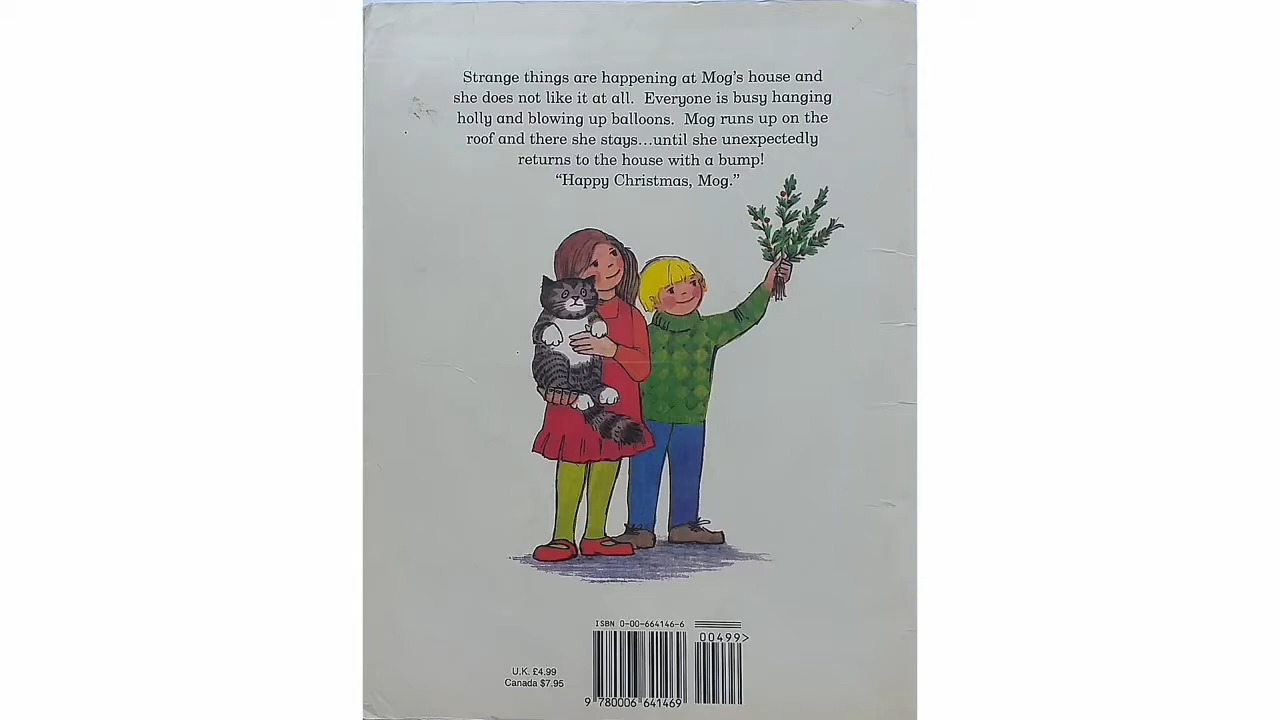 Strange things are happening at Mog's house and
she does not like it at all.  Everyone is busy hanging
holly and blowing up balloons.  Mog runs up on the
roof and there she stays...until she unexpectedly
returns to the house with a bump!
“Happy Christmas, Mog.”
ISBN 0-00-664146-6
00499>
U.K. £4.99
Canada $7.95
9 780006 641469